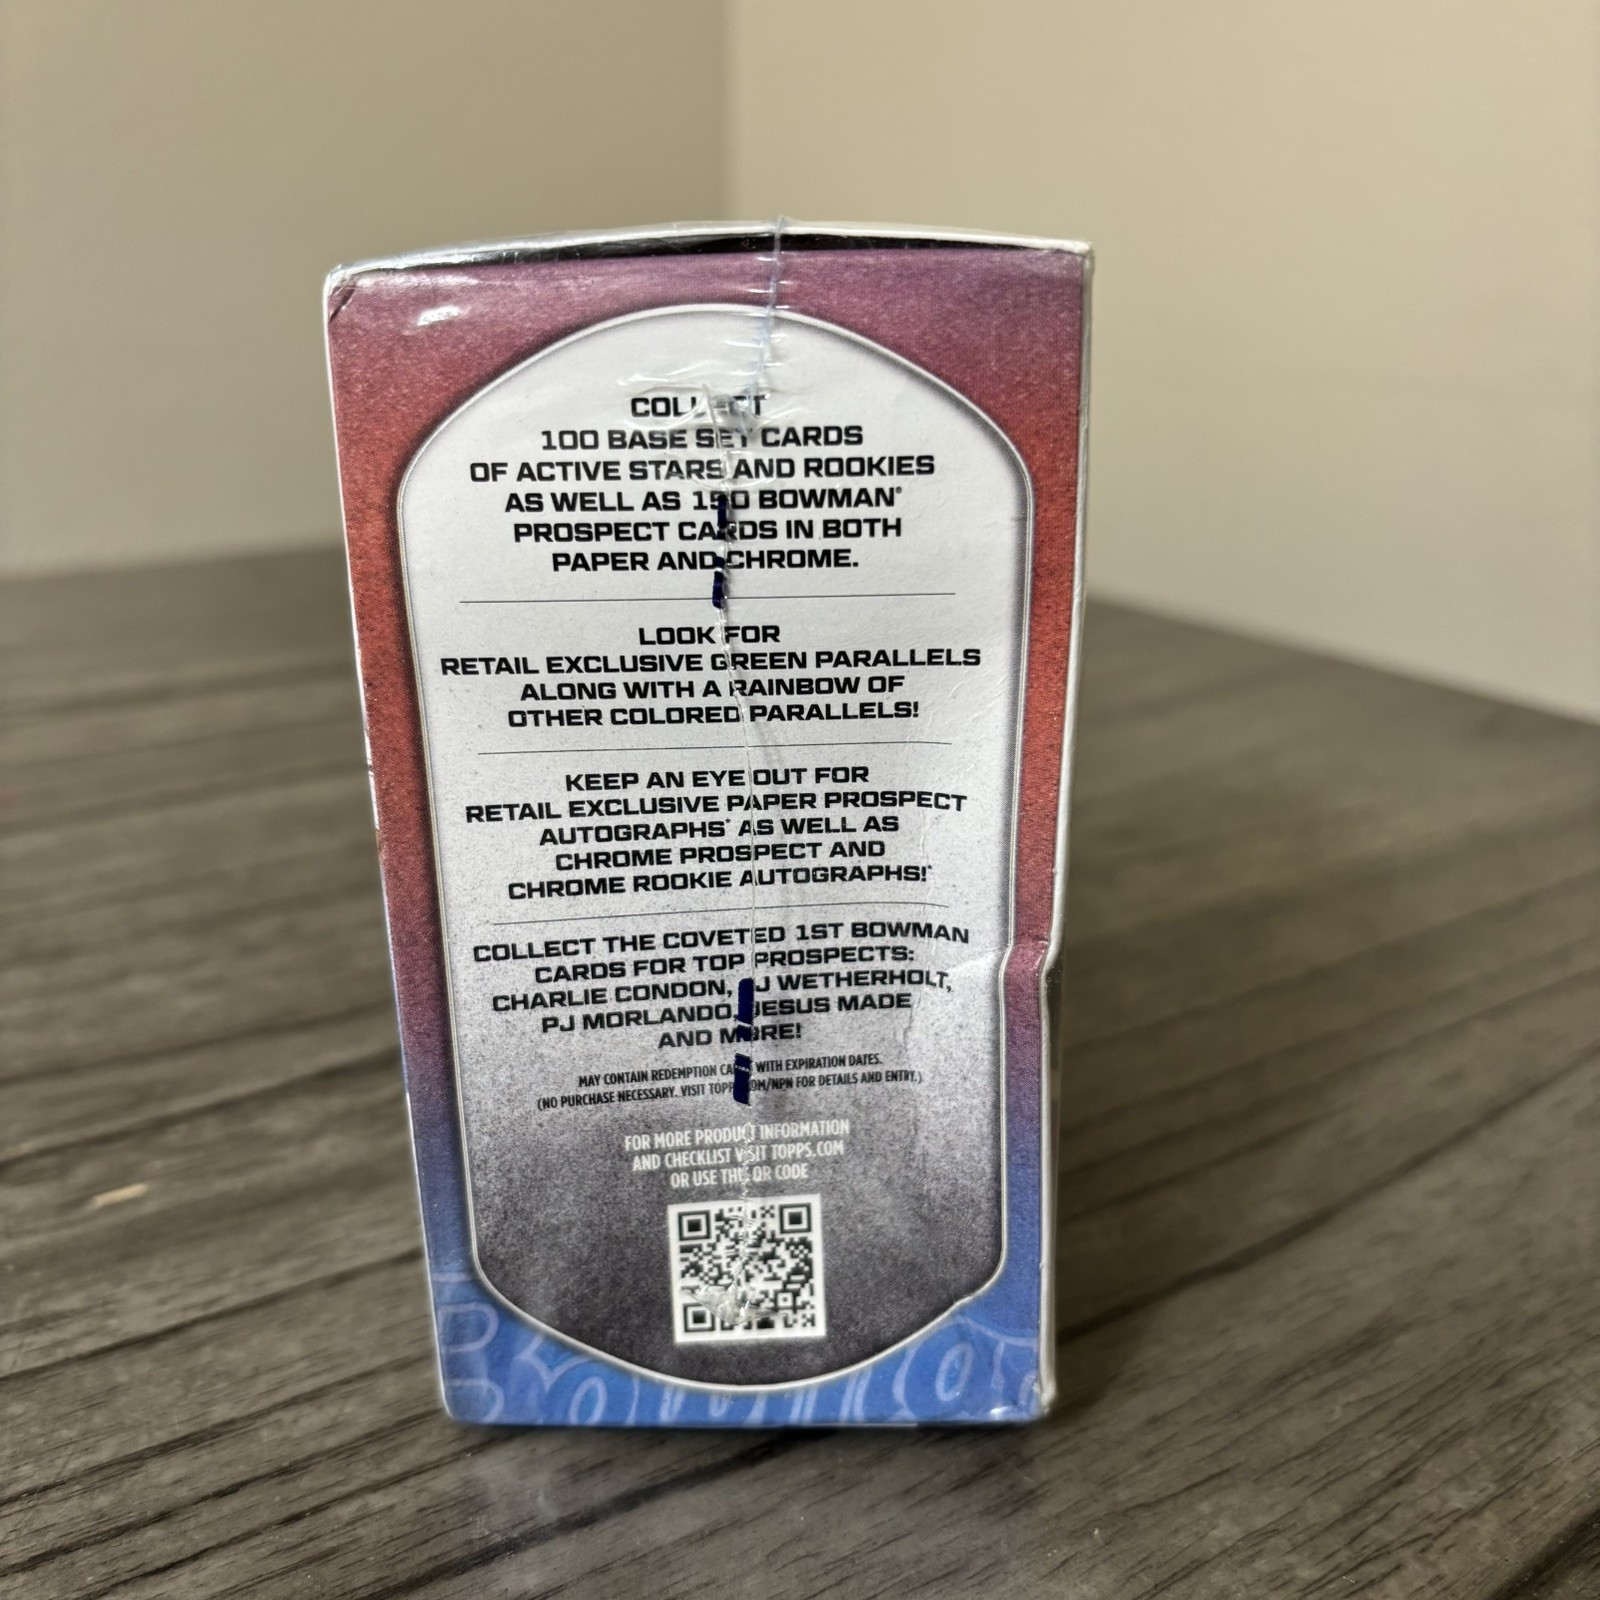 COLLECT
100 BASE SET CARDS
OF ACTIVE STARS AND ROOKIES
AS WELL AS 150 BOWMAN®
PROSPECT CARDS IN BOTH
PAPER AND CHROME.
LOOK FOR
RETAIL EXCLUSIVE GREEN PARALLELS
ALONG WITH A RAINBOW OF
OTHER COLORED PARALLELS!
KEEP AN EYE OUT FOR
RETAIL EXCLUSIVE PAPER PROSPECT
AUTOGRAPHS* AS WELL AS
CHROME PROSPECT AND
CHROME ROOKIE AUTOGRAPHS!*
COLLECT THE COVETED 1ST BOWMAN
CARDS FOR TOP PROSPECTS:
CHARLIE CONDON, JJ WETHERHOLT,
PJ MORLANDO, JESUS MADE
AND MORE!
MAY CONTAIN REDEMPTION CARDS WITH EXPIRATION DATES.
(NO PURCHASE NECESSARY. VISIT TOPPS.COM/NPN FOR DETAILS AND ENTRY.)
FOR MORE PRODUCT INFORMATION
AND CHECKLIST VISIT TOPPS.COM
OR USE THIS QR CODE